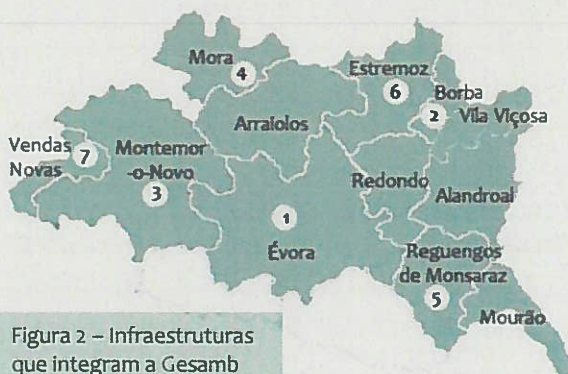 Mora
4
Estremoz
6
Borba
2
Vila Viçosa
Arraiolos
Vendas
Novas
7
Montemor
-o-Novo
3
Redondo
Alandroal
1
Évora
Reguengos
de Monsaraz
5
Mourão
Figura 2 – Infraestruturas
que integram a Gesamb